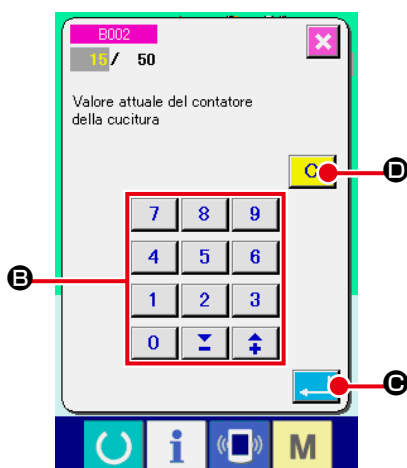 B002
15/ 50
Valore attuale del contatore
della cucitura
C
D
7 8 9
4 5 6
B
1 2 3
0
C
i M